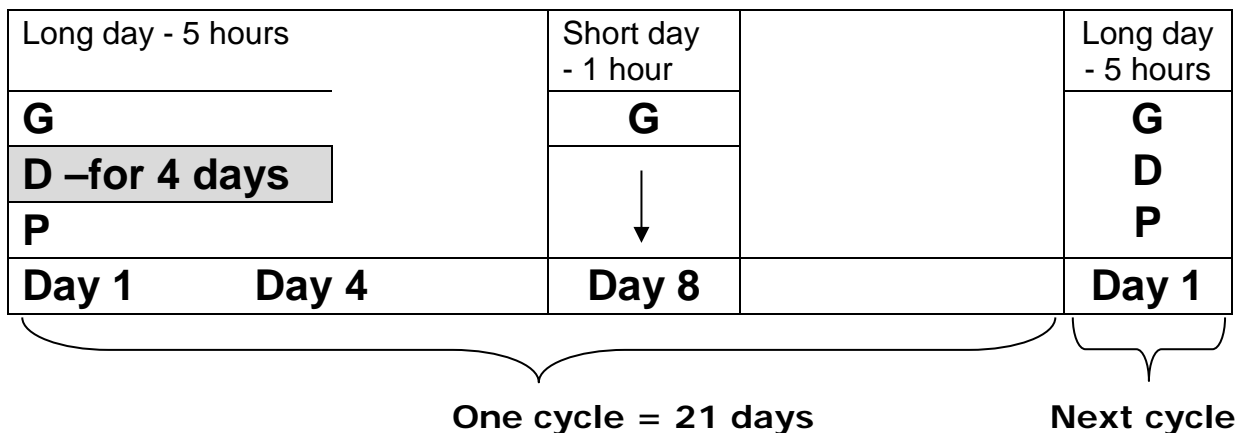 Long day - 5 hours
Short day
- 1 hour
Long day
- 5 hours
G
G
G
D –for 4 days
D
P
P
Day 1 Day 4 Day 8 Day 1
One cycle = 21 days Next cycle